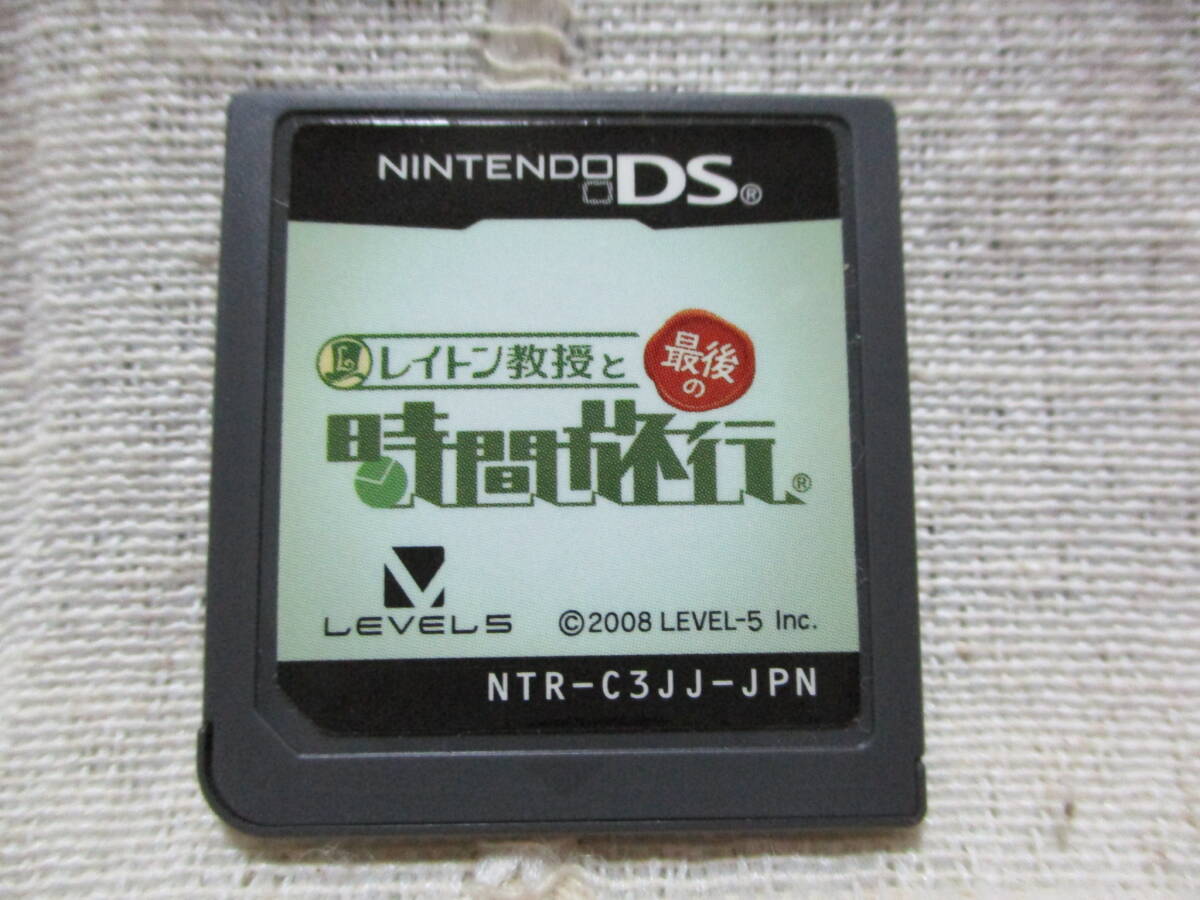 NINTENDO DS®
レイトン教授と
最後の
時間旅行®
LEVEL5
©2008 LEVEL-5 Inc.
NTR-C3JJ-JPN